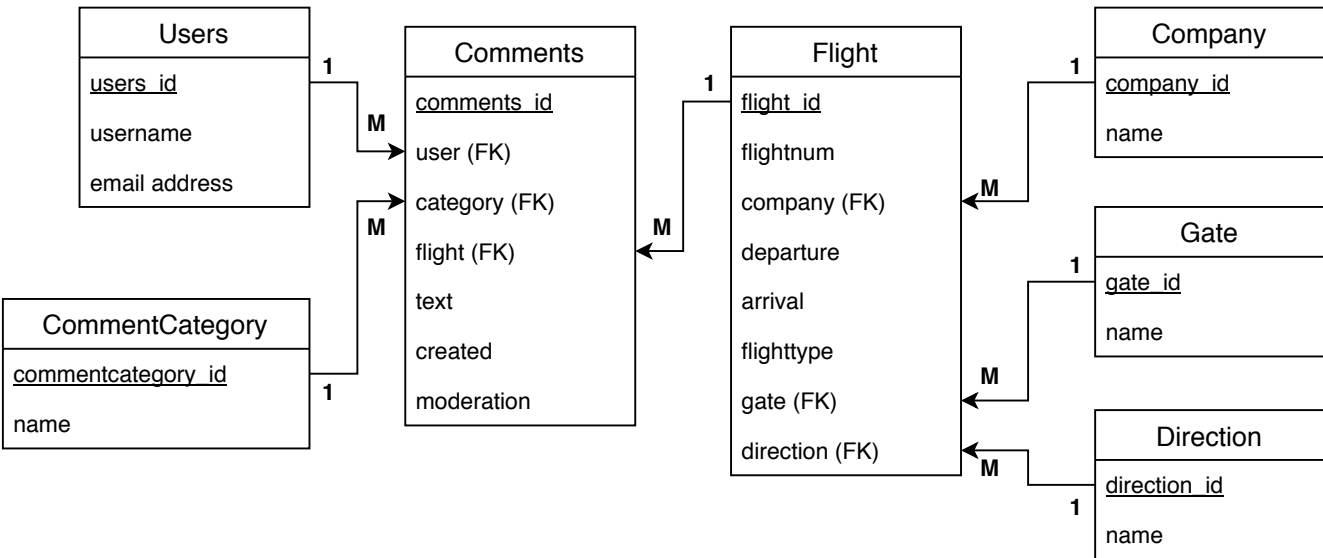 Users
users_id
username
email address
1
M
CommentCategory
commentcategory_id
name
1
M
Comments
comments_id
user (FK)
category (FK)
flight (FK)
text
created
moderation
1
M
Flight
flight_id
flightnum
company (FK)
departure
arrival
flighttype
gate (FK)
direction (FK)
Company
company_id
name
1
M
Gate
gate_id
name
1
M
Direction
direction_id
name
1
M